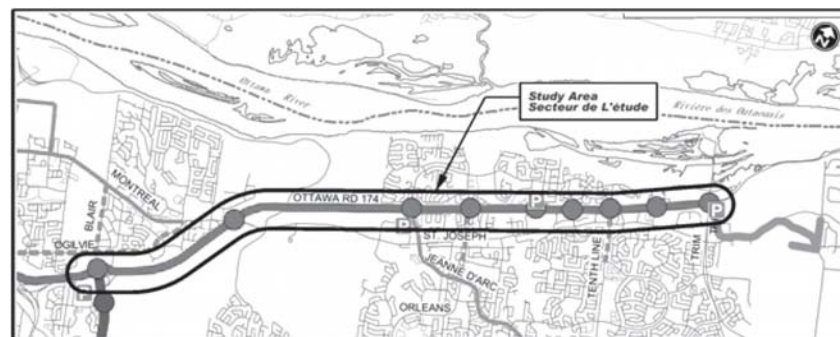 Study Area
Secteur de L'étude
Ottawa River
Rivière des Outaouais
MONTREAL
BLAIR
OGILVIE
OTTAWA RD 174
P
P
P
ST. JOSEPH
JEANNE D'ARC
ORLEANS
TENTH LINE
TRIM